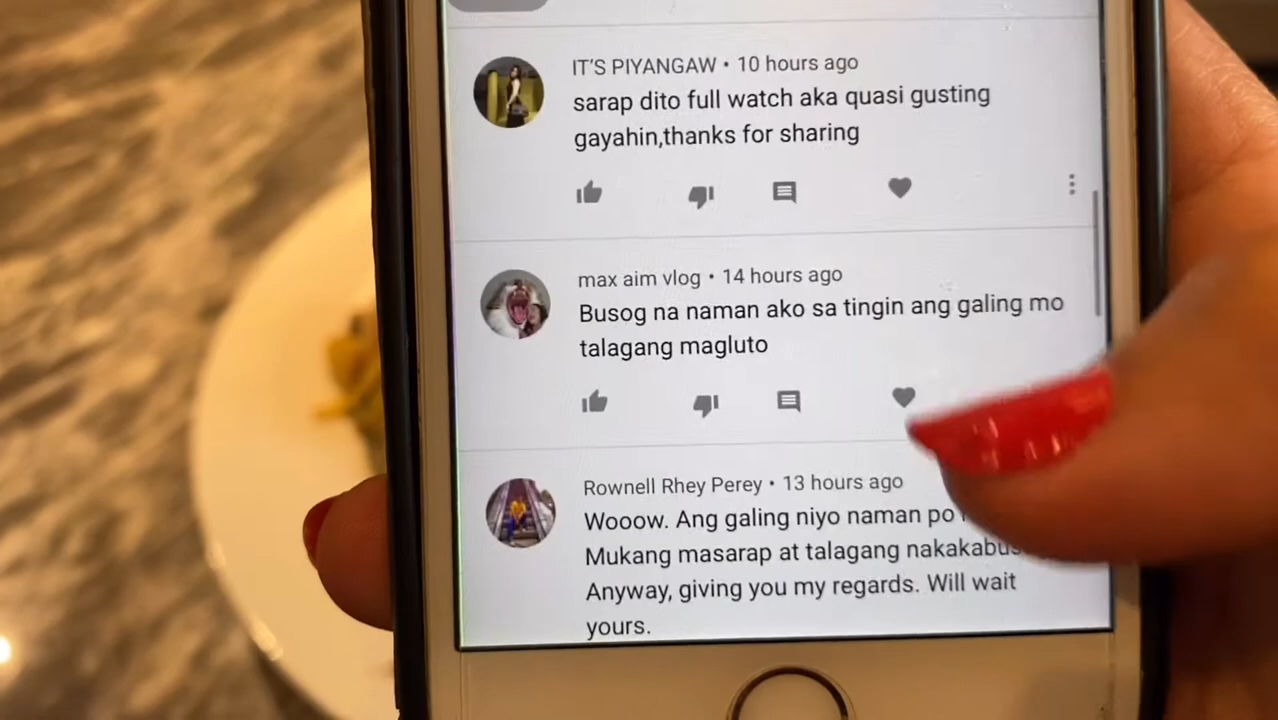 IT'S PIYANGAW • 10 hours ago
sarap dito full watch aka quasi gusting
gayahin,thanks for sharing
max aim vlog • 14 hours ago
Busog na naman ako sa tingin ang galing mo
talagang magluto
Rownell Rhey Perey • 13 hours ago
Wooow. Ang galing niyo naman po
Mukang masarap at talagang
Anyway, giving you my regards. Will wait
yours.